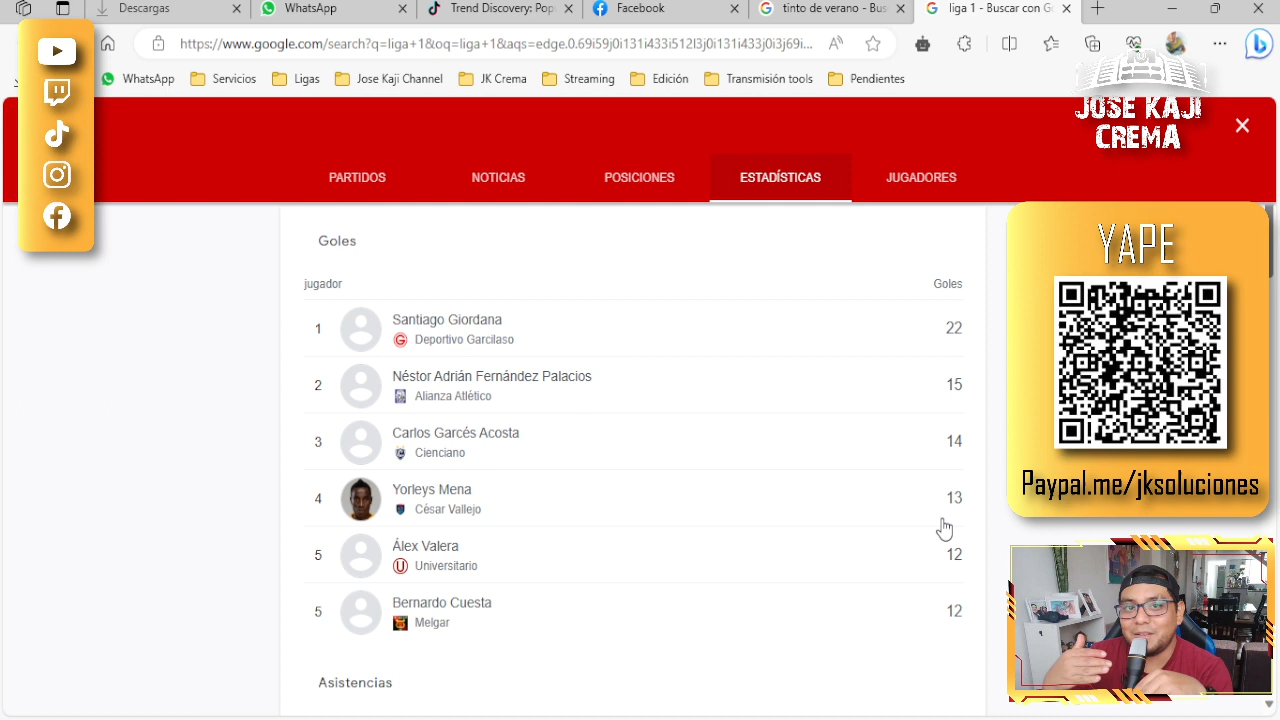 Descargas
WhatsApp
Trend Discovery: Popu
Facebook
tinto de verano - Bus
liga 1 - Buscar con Go
https://www.google.com/search?q=liga+1&oq=liga+1&aqs=edge.0.69i59j0i131i433i512l3j0i131i433j0i3j69i...
WhatsApp
Servicios
Ligas
Jose Kaji Channel
JK Crema
Streaming
Edición
Transmisión tools
Pendientes
JOSE KAJI
CREMA
PARTIDOS
NOTICIAS
POSICIONES
ESTADÍSTICAS
JUGADORES
Goles
jugador
Goles
1
Santiago Giordana
Deportivo Garcilaso
22
2
Néstor Adrián Fernández Palacios
Alianza Atlético
15
3
Carlos Garcés Acosta
Cienciano
14
4
Yorleys Mena
César Vallejo
13
5
Álex Valera
Universitario
12
5
Bernardo Cuesta
Melgar
12
Asistencias
YAPE
Paypal.me/jksoluciones